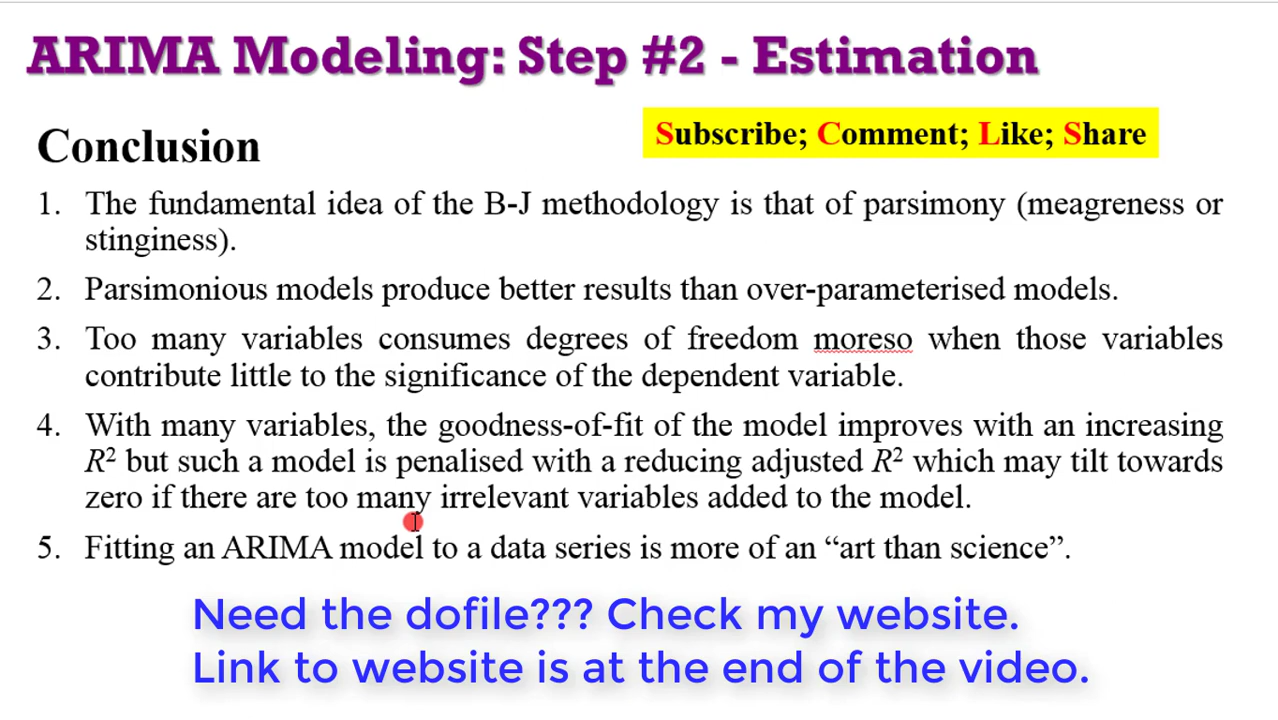 ARIMA Modeling: Step #2 - Estimation
Subscribe; Comment; Like; Share
Conclusion
1. The fundamental idea of the B-J methodology is that of parsimony (meagreness or
stinginess).
2. Parsimonious models produce better results than over-parameterised models.
3. Too many variables consumes degrees of freedom moreso when those variables
contribute little to the significance of the dependent variable.
4. With many variables, the goodness-of-fit of the model improves with an increasing
R² but such a model is penalised with a reducing adjusted R² which may tilt towards
zero if there are too many irrelevant variables added to the model.
5. Fitting an ARIMA model to a data series is more of an “art than science”.
Need the dofile??? Check my website.
Link to website is at the end of the video.